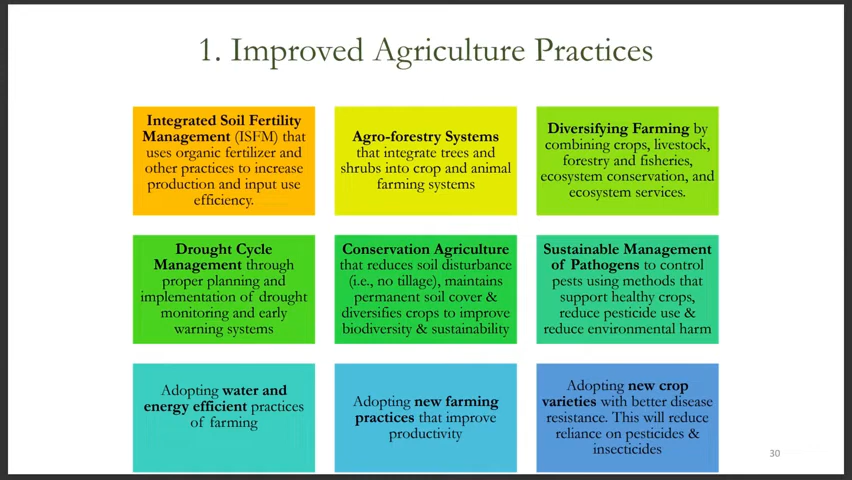 1. Improved Agriculture Practices
Integrated Soil Fertility
Management (ISFM) that
uses organic fertilizer and
other practices to increase
production and input use
efficiency.
Agro-forestry Systems
that integrate trees and
shrubs into crop and animal
farming systems
Diversifying Farming by
combining crops, livestock,
forestry and fisheries,
ecosystem conservation, and
ecosystem services.
Drought Cycle
Management through
proper planning and
implementation of drought
monitoring and early
warning systems
Conservation Agriculture
that reduces soil disturbance
(i.e., no tillage), maintains
permanent soil cover &
diversifies crops to improve
biodiversity & sustainability
Sustainable Management
of Pathogens to control
pests using methods that
support healthy crops,
reduce pesticide use &
reduce environmental harm
Adopting water and
energy efficient practices
of farming
Adopting new farming
practices that improve
productivity
Adopting new crop
varieties with better disease
resistance. This will reduce
reliance on pesticides &
insecticides
30